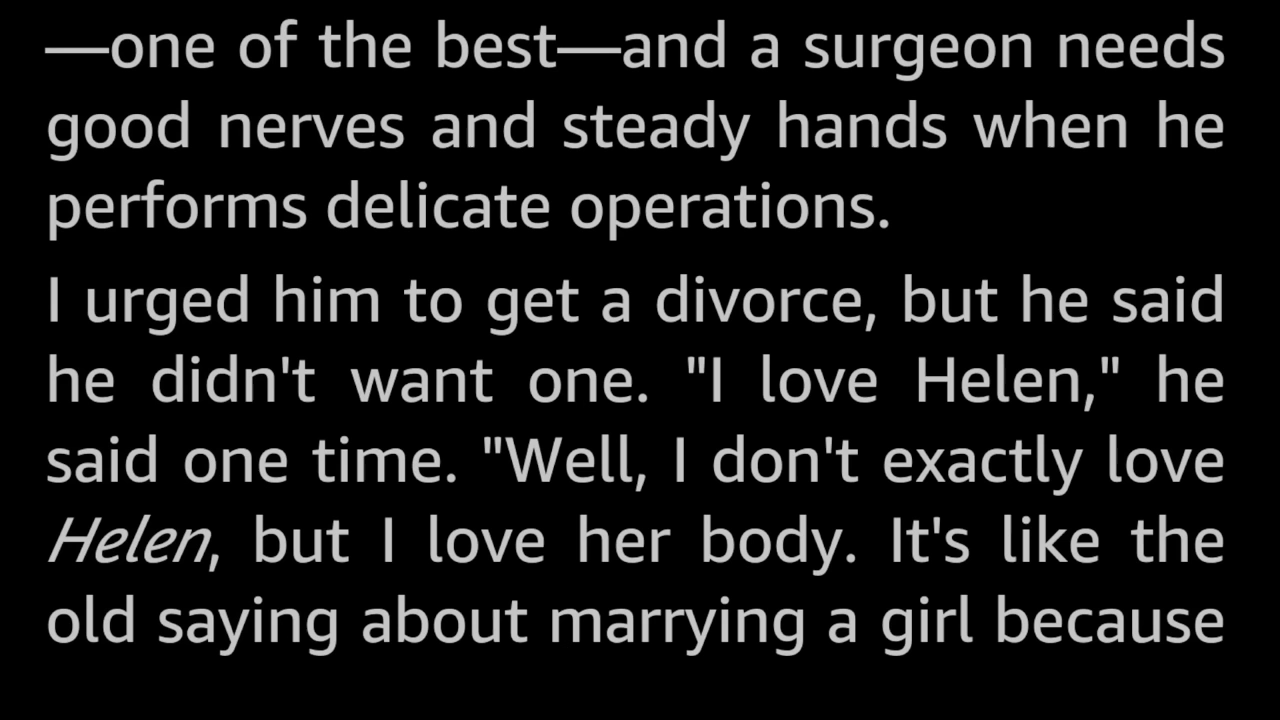 —one of the best—and a surgeon needs
good nerves and steady hands when he
performs delicate operations.
I urged him to get a divorce, but he said
he didn't want one. "I love Helen," he
said one time. "Well, I don't exactly love
Helen, but I love her body. It's like the
old saying about marrying a girl because